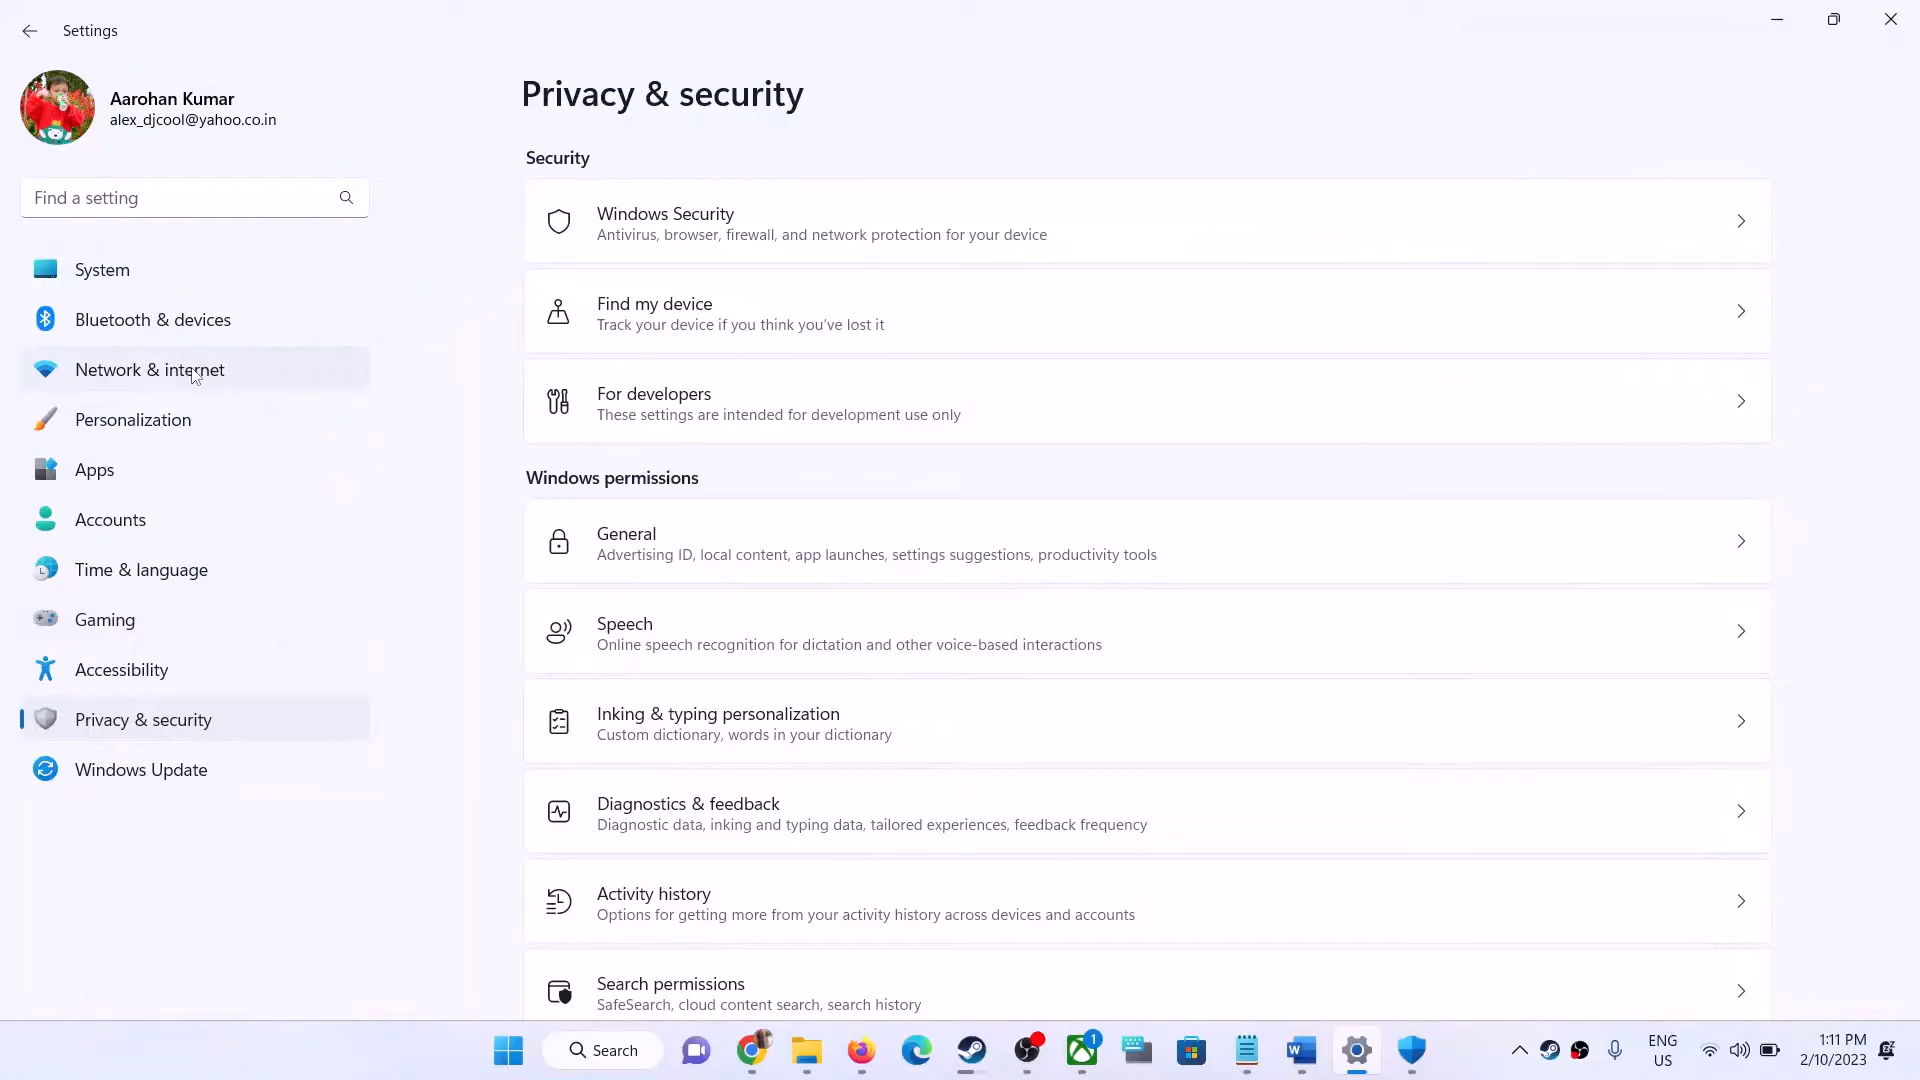 Settings
Aarohan Kumar
alex_djcool@yahoo.co.in
Find a setting
System
Bluetooth & devices
Network & internet
Personalization
Apps
Accounts
Time & language
Gaming
Accessibility
Privacy & security
Windows Update
Privacy & security
Security
Windows Security
Antivirus, browser, firewall, and network protection for your device
Find my device
Track your device if you think you've lost it
For developers
These settings are intended for development use only
Windows permissions
General
Advertising ID, local content, app launches, settings suggestions, productivity tools
Speech
Online speech recognition for dictation and other voice-based interactions
Inking & typing personalization
Custom dictionary, words in your dictionary
Diagnostics & feedback
Diagnostic data, inking and typing data, tailored experiences, feedback frequency
Activity history
Options for getting more from your activity history across devices and accounts
Search permissions
SafeSearch, cloud content search, search history
Search
1
ENG
US
1:11 PM
2/10/2023